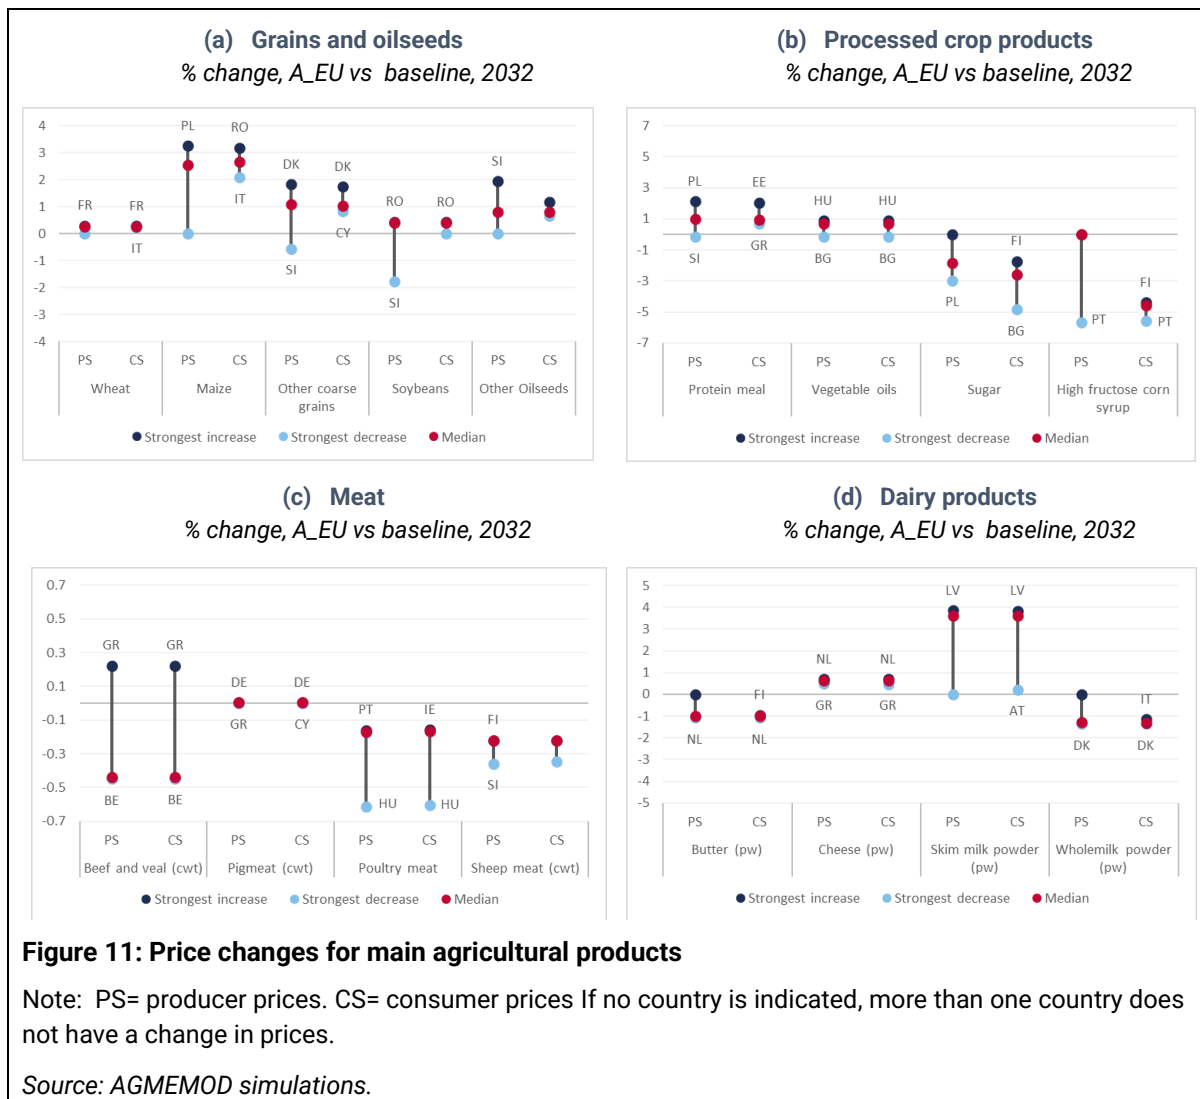 (a) Grains and oilseeds
% change, A_EU vs baseline, 2032
4
3
2
1
0
-1
-2
-3
-4
FR
FR
IT
PL
RO
IT
DK
SI
DK
CY
RO
SI
RO
SI
PS CS PS CS PS CS PS CS PS CS
Wheat Maize Other coarse grains Soybeans Other Oilseeds
Strongest increase Strongest decrease Median
(b) Processed crop products
% change, A_EU vs baseline, 2032
7
5
3
1
-1
-3
-5
-7
PL
SI
EE
GR
HU
BG
HU
BG
PL
FI
BG
PT
FI
PT
PS CS PS CS PS CS PS CS
Protein meal Vegetable oils Sugar High fructose corn syrup
Strongest increase Strongest decrease Median
(c) Meat
% change, A_EU vs baseline, 2032
0.7
0.5
0.3
0.1
-0.1
-0.3
-0.5
-0.7
GR
BE
GR
BE
DE
GR
DE
CY
PT
HU
IE
HU
FI
SI
PS CS PS CS PS CS PS CS
Beef and veal (cwt) Pigmeat (cwt) Poultry meat Sheep meat (cwt)
Strongest increase Strongest decrease Median
(d) Dairy products
% change, A_EU vs baseline, 2032
5
4
3
2
1
0
-1
-2
-3
-4
-5
NL
FI
NL
NL
GR
NL
GR
LV
LV
AT
DK
IT
DK
PS CS PS CS PS CS PS CS
Butter (pw) Cheese (pw) Skim milk powder (pw) Wholemilk powder (pw)
Strongest increase Strongest decrease Median
Figure 11: Price changes for main agricultural products
Note: PS= producer prices. CS= consumer prices If no country is indicated, more than one country does
not have a change in prices.
Source: AGMEMOD simulations.